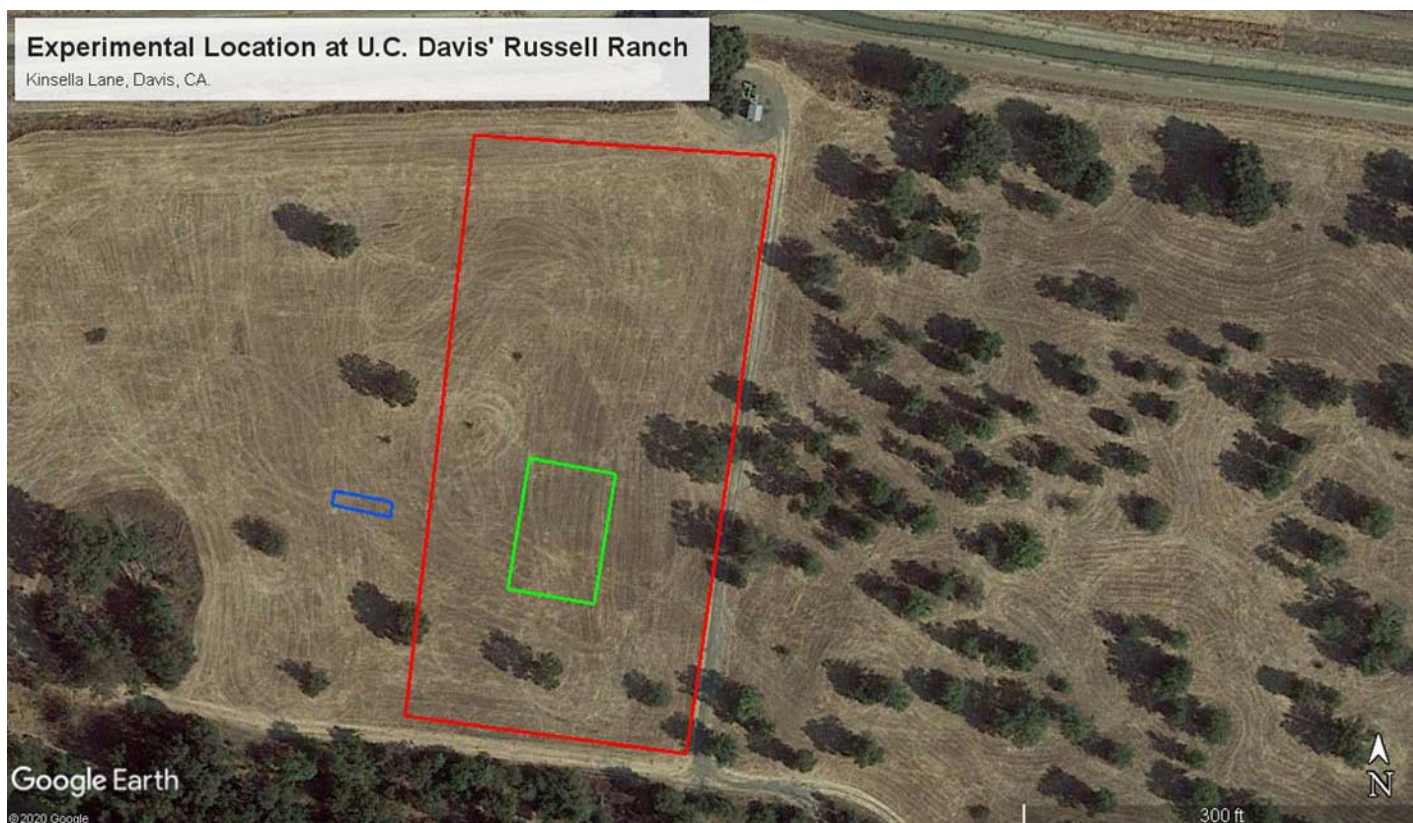 Experimental Location at U.C. Davis' Russell Ranch
Kinsella Lane, Davis, CA.
Google Earth
N
©2020 Google
300 ft